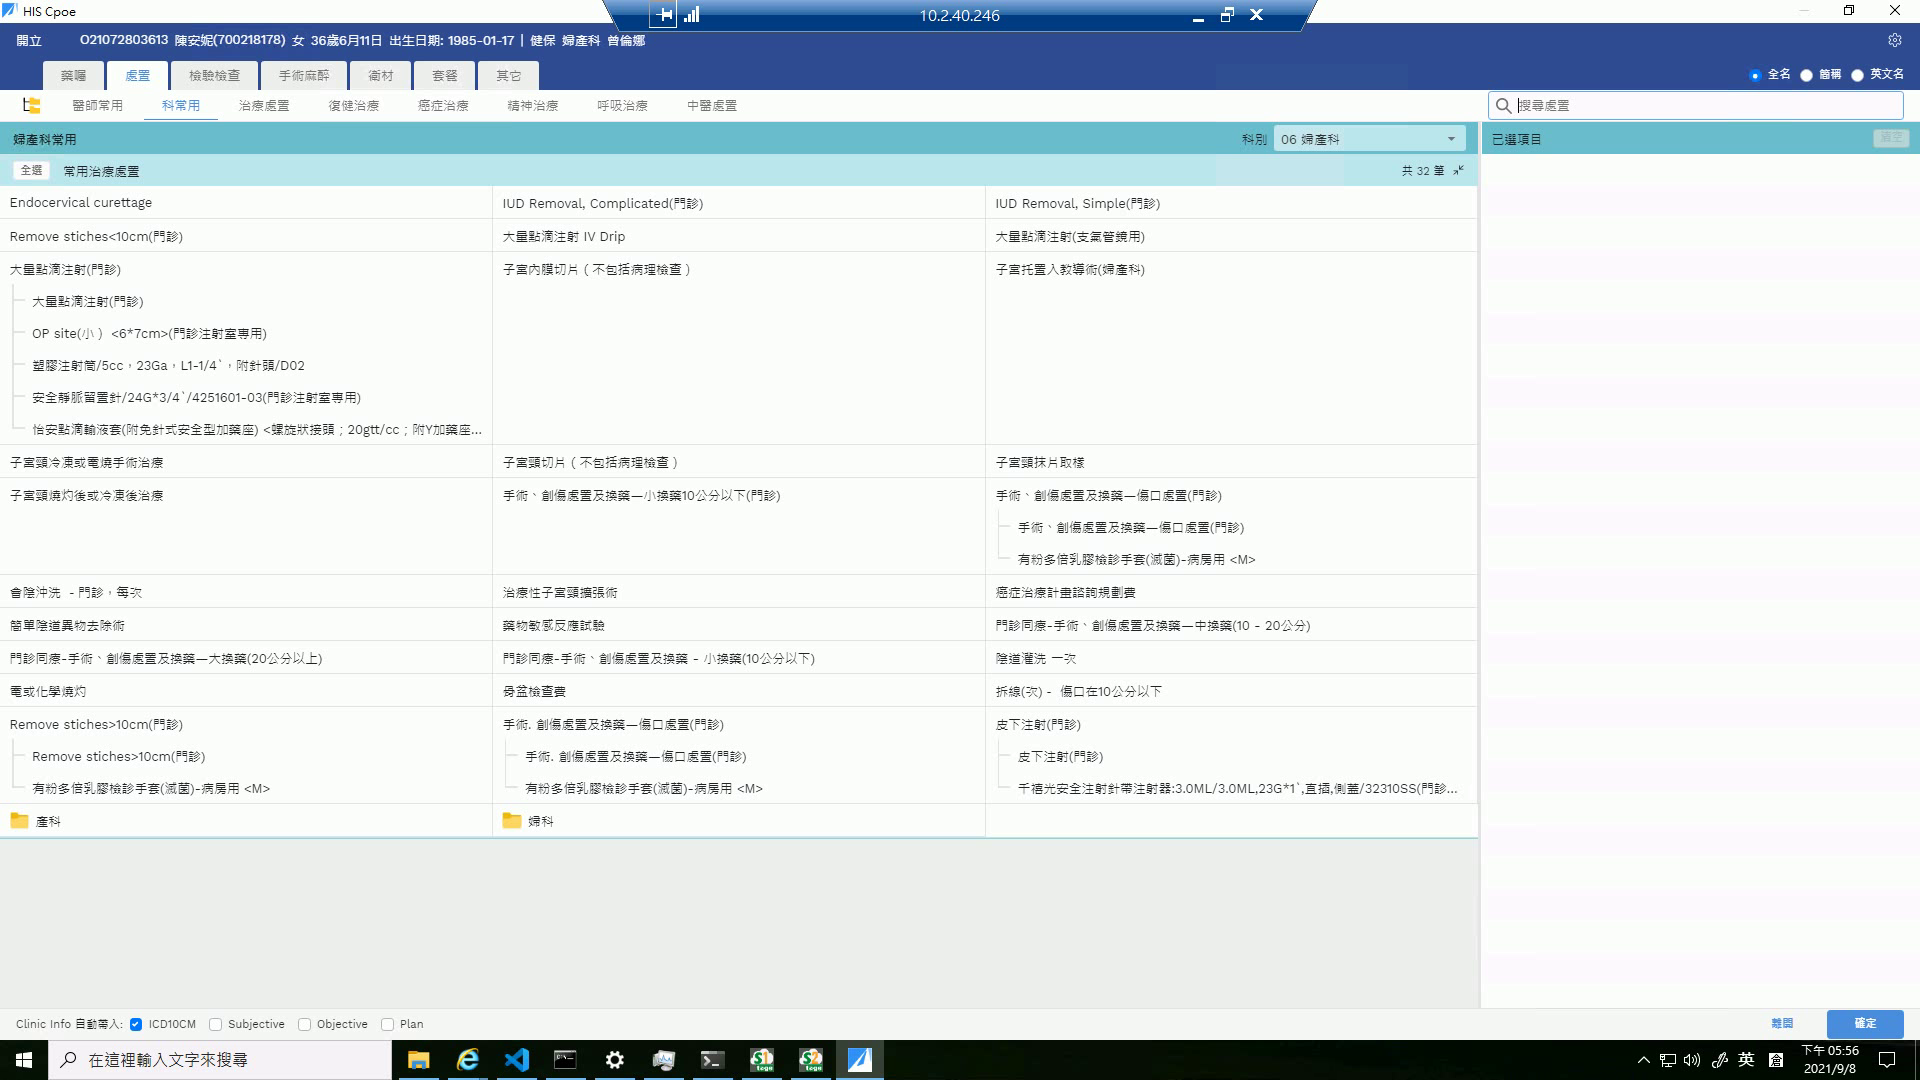 HIS Cpoe
10.2.40.246
開立 O21072803613 陳安妮(700218178) 女 36歲6月11日 出生日期: 1985-01-17 | 健保 婦產科 曾倫娜
藥囑 處置 檢驗檢查 手術麻醉 衛材 套餐 其它
全名 簡稱 英文名
醫師常用 科常用 治療處置 復健治療 癌症治療 精神治療 呼吸治療 中醫處置
搜尋處置
婦產科常用 科別 06 婦產科
已選項目 清空
全選 常用治療處置 共 32 筆
Endocervical curettage
IUD Removal, Complicated(門診)
IUD Removal, Simple(門診)
Remove stiches<10cm(門診)
大量點滴注射 IV Drip
大量點滴注射(支氣管鏡用)
大量點滴注射(門診)
子宮內膜切片 ( 不包括病理檢查 )
子宮托置入教導術(婦產科)
大量點滴注射(門診)
OP site(小 ) <6*7cm>(門診注射室專用)
塑膠注射筒/5cc，23Ga，L1-1/4`，附針頭/D02
安全靜脈留置針/24G*3/4`/4251601-03(門診注射室專用)
怡安點滴輸液套(附免針式安全型加藥座) <螺旋狀接頭；20gtt/cc；附Y加藥座...
子宮頸冷凍或電燒手術治療
子宮頸切片 ( 不包括病理檢查 )
子宮頸抹片取樣
子宮頸燒灼後或冷凍後治療
手術、創傷處置及換藥—小換藥10公分以下(門診)
手術、創傷處置及換藥—傷口處置(門診)
手術、創傷處置及換藥—傷口處置(門診)
有粉多倍乳膠檢診手套(滅菌)-病房用 <M>
會陰沖洗 - 門診，每次
治療性子宮頸擴張術
癌症治療計畫諮詢規劃費
簡單陰道異物去除術
藥物敏感反應試驗
門診同療-手術、創傷處置及換藥—中換藥(10 - 20公分)
門診同療-手術、創傷處置及換藥—大換藥(20公分以上)
門診同療-手術、創傷處置及換藥 - 小換藥(10公分以下)
陰道灌洗 一次
電或化學燒灼
骨盆檢查費
拆線(次) - 傷口在10公分以下
Remove stiches>10cm(門診)
手術. 創傷處置及換藥—傷口處置(門診)
皮下注射(門診)
Remove stiches>10cm(門診)
手術. 創傷處置及換藥—傷口處置(門診)
皮下注射(門診)
有粉多倍乳膠檢診手套(滅菌)-病房用 <M>
有粉多倍乳膠檢診手套(滅菌)-病房用 <M>
千禧光安全注射針帶注射器:3.0ML/3.0ML,23G*1`,直插,側蓋/32310SS(門診...
產科
婦科
Clinic Info 自動帶入: ICD10CM Subjective Objective Plan
離開 確定
在這裡輸入文字來搜尋
英
下午 05:56
2021/9/8